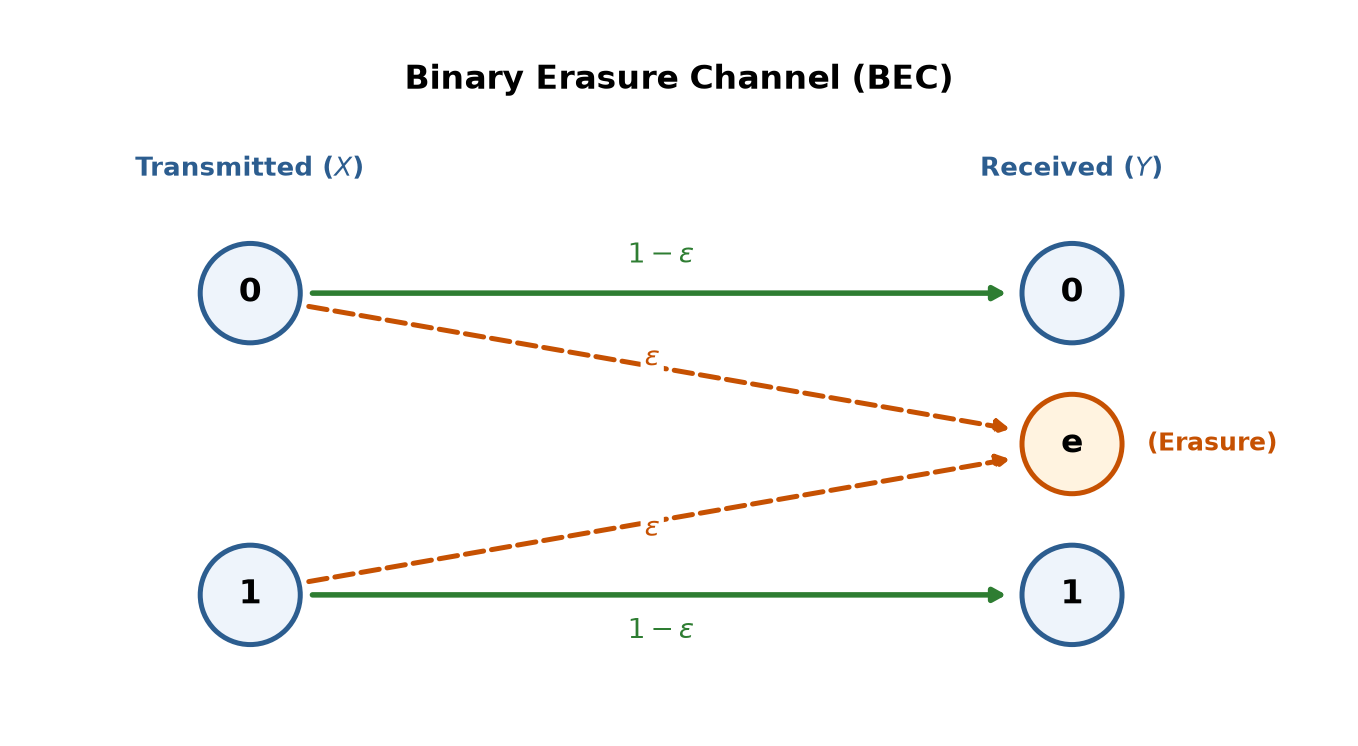 Binary Erasure Channel (BEC)
Transmitted (X)
Received (Y)
1 − ε
0
0
ε
e
(Erasure)
ε
1
1
1 − ε